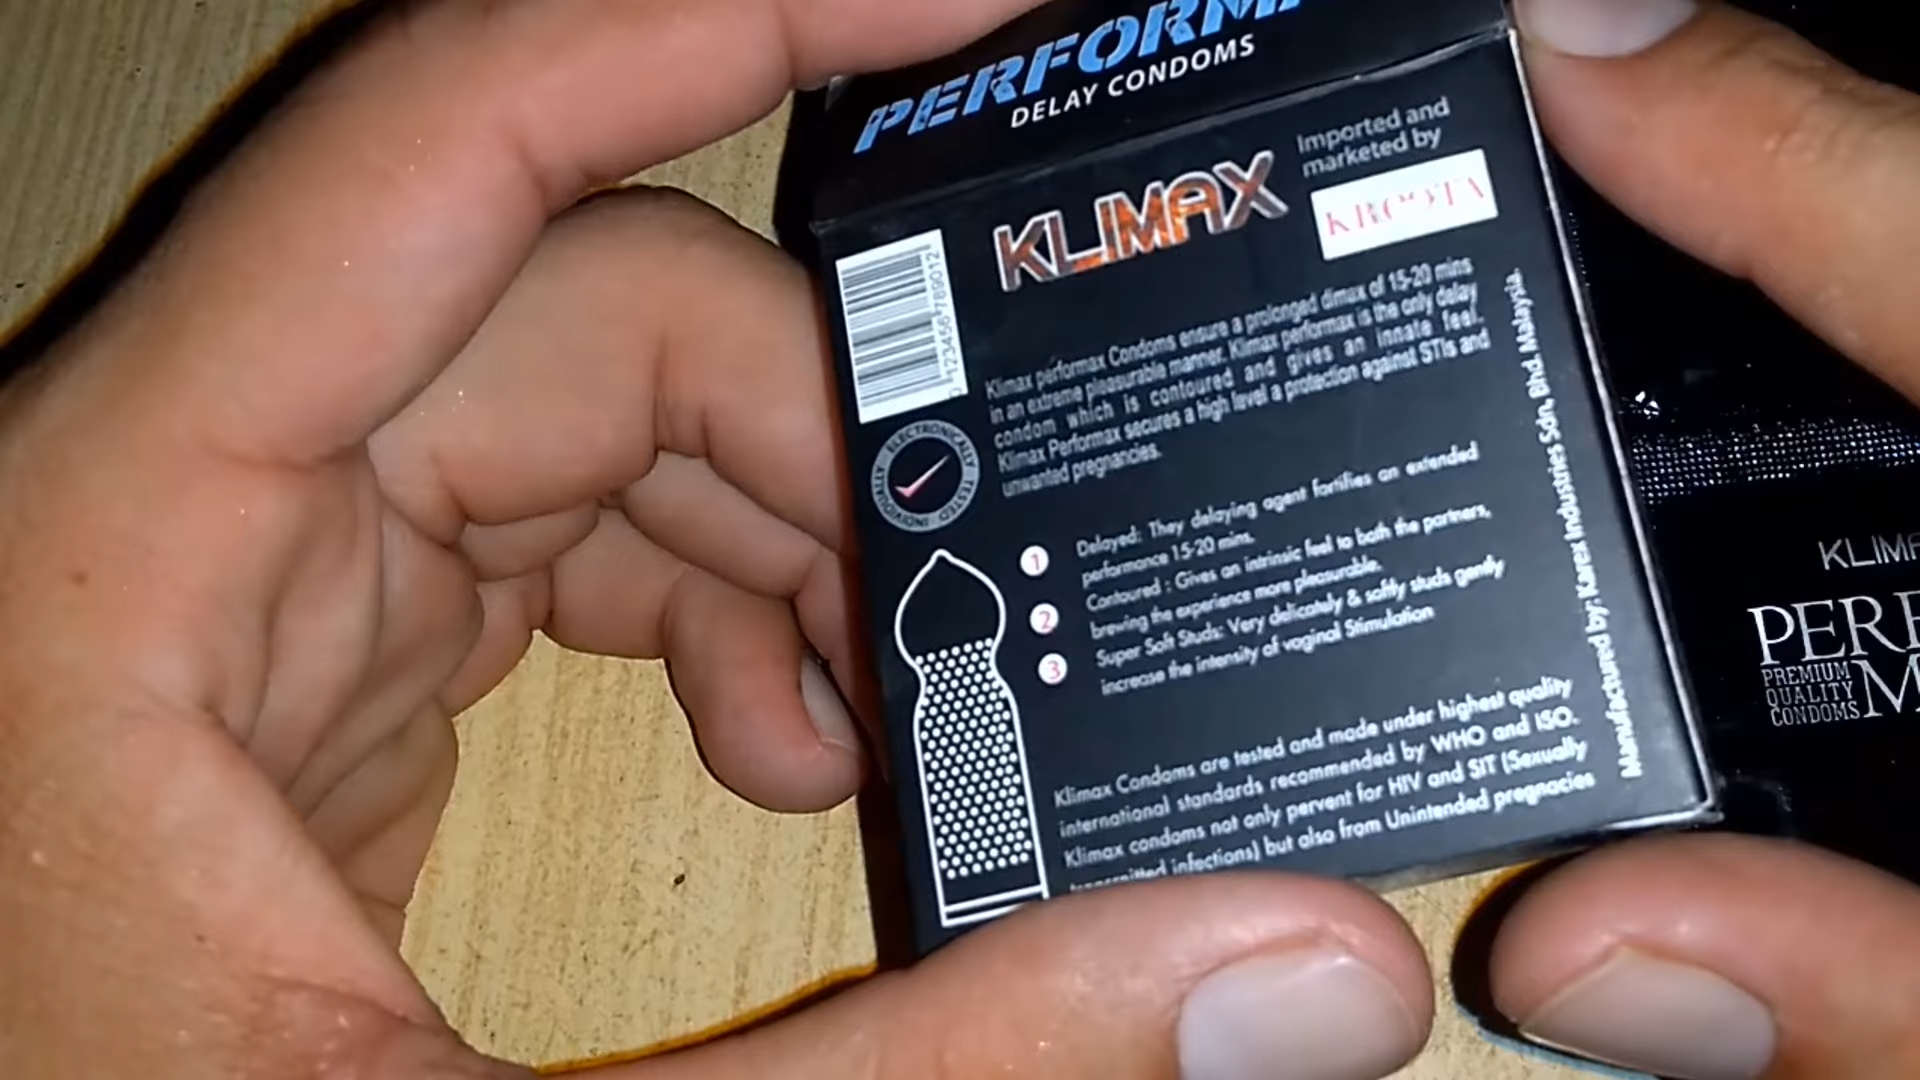 PERFORM
DELAY CONDOMS
KLIMAX
Imported and
marketed by
0 123456 789012
INDIVIDUALLY ELECTRONICALLY TESTED
Klimax performax Condoms ensure a prolonged climax of 15-20 mins
in an extreme pleasurable manner. Klimax performax is the only delay
condom which is contoured and gives an innate feel.
Klimax Performax secures a high level a protection against STIs and
unwanted pregnancies.
1 Delayed: They delaying agent fortifies an extended
performance 15-20 mins.
2 Contoured : Gives an intrinsic feel to both the partners,
brewing the experience more pleasurable.
3 Super Soft Studs: Very delicately & softly studs gently
increase the intensity of vaginal Stimulation
Klimax Condoms are tested and made under highest quality
international standards recommended by WHO and ISO.
Klimax condoms not only pervent for HIV and SIT (Sexually
transmitted infections) but also from Unintended pregnancies
Manufactured by: Karex Industries Sdn, Bhd. Malaysia.
KLIMA
PERF
PREMIUM
QUALITY
CONDOMS
M